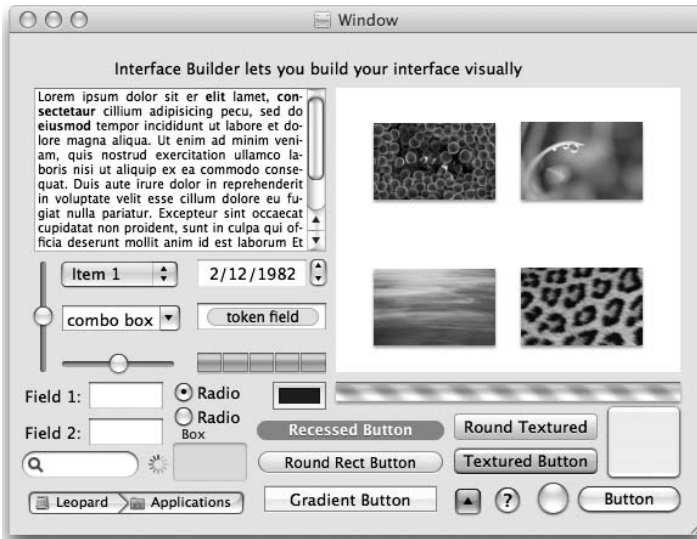 Window
Interface Builder lets you build your interface visually
Lorem ipsum dolor sit er elit lamet, con-
sectetaur cillium adipisicing pecu, sed do
eiusmod tempor incididunt ut labore et do-
lore magna aliqua. Ut enim ad minim veni-
am, quis nostrud exercitation ullamco la-
boris nisi ut aliquip ex ea commodo conse-
quat. Duis aute irure dolor in reprehenderit
in voluptate velit esse cillum dolore eu fu-
giat nulla pariatur. Excepteur sint occaecat
cupidatat non proident, sunt in culpa qui of-
ficia deserunt mollit anim id est laborum Et
Item 1
2/12/1982
combo box
token field
Field 1:
Radio
Radio
Field 2:
Box
Recessed Button
Round Textured
Round Rect Button
Textured Button
Leopard
Applications
Gradient Button
?
Button